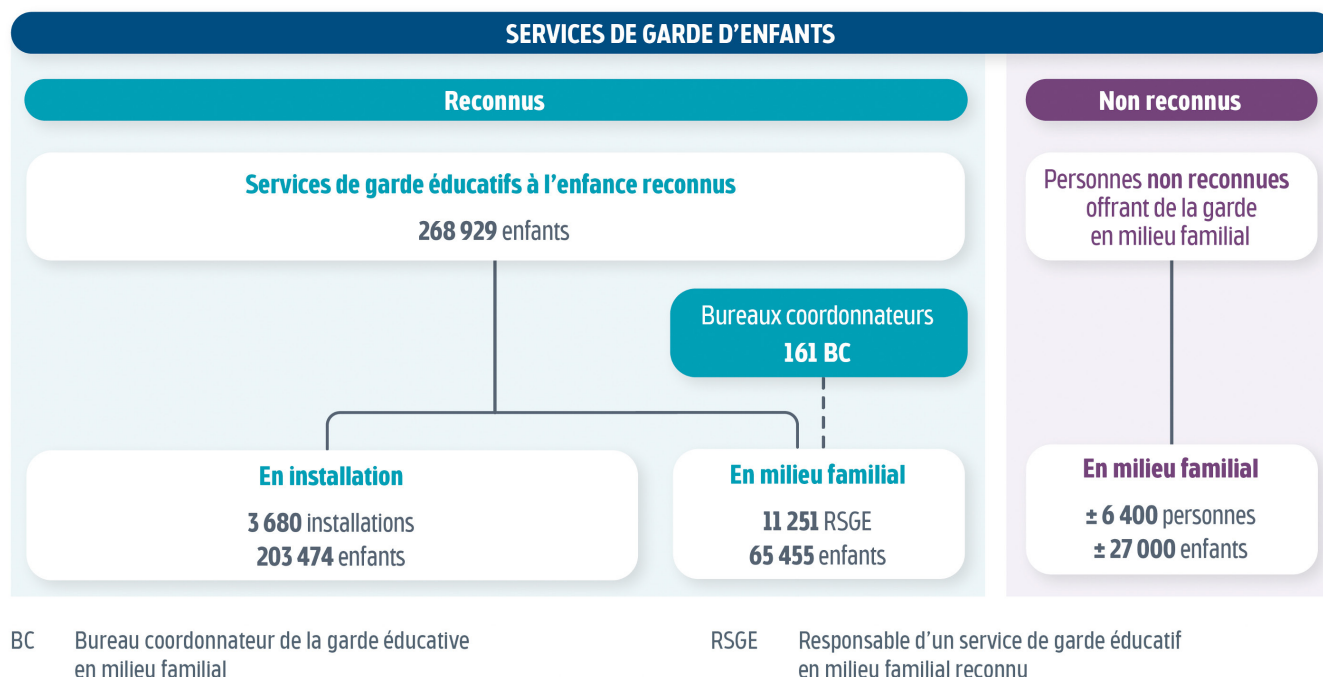 SERVICES DE GARDE D’ENFANTS
Reconnus
Services de garde éducatifs à l’enfance reconnus
268 929 enfants
Bureaux coordonnateurs
161 BC
En installation
3 680 installations
203 474 enfants
En milieu familial
11 251 RSGE
65 455 enfants
Non reconnus
Personnes non reconnues
offrant de la garde
en milieu familial
En milieu familial
± 6 400 personnes
± 27 000 enfants
BC Bureau coordonnateur de la garde éducative
en milieu familial
RSGE Responsable d’un service de garde éducatif
en milieu familial reconnu